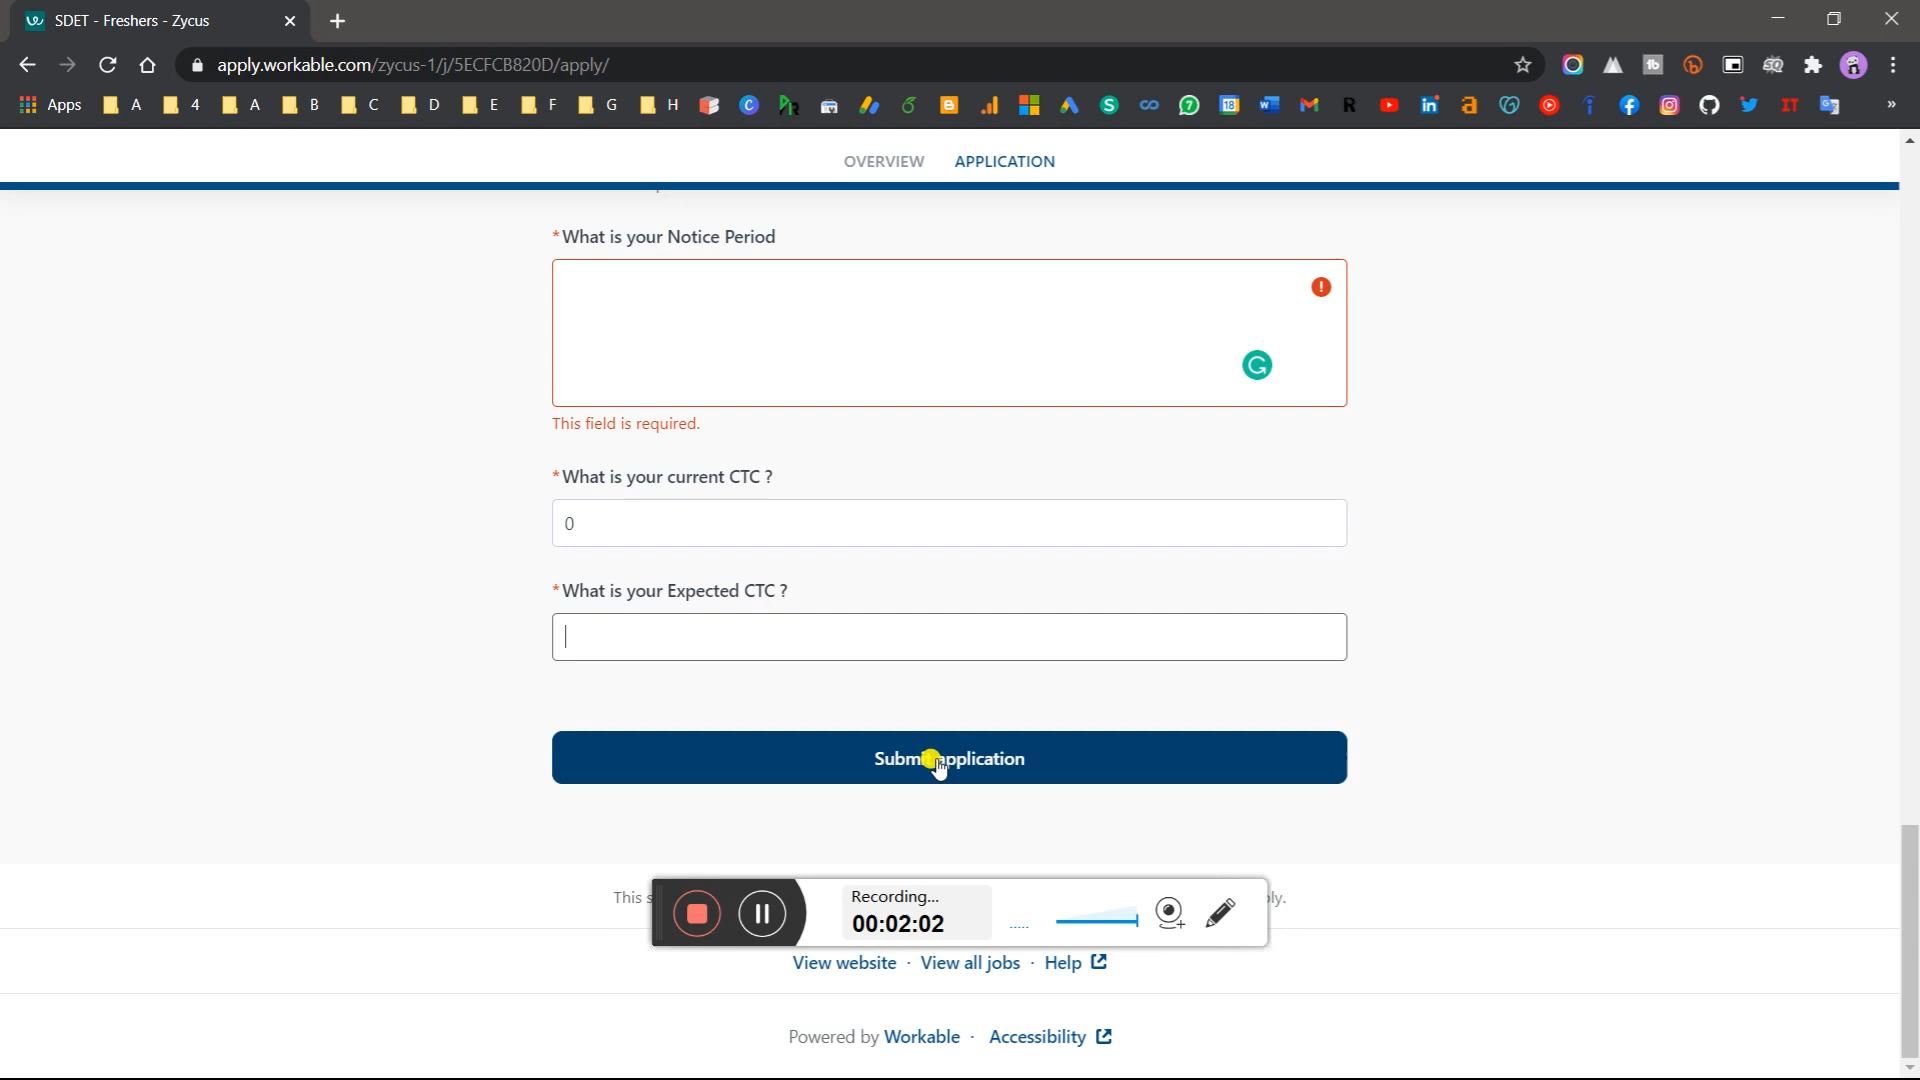 SDET - Freshers - Zycus
apply.workable.com/zycus-1/j/5ECFCB820D/apply/
Apps A 4 A B C D E F G H
OVERVIEW APPLICATION
*What is your Notice Period
This field is required.
*What is your current CTC ?
0
*What is your Expected CTC ?
Submit application
This
ply.
Recording...
00:02:02
View website · View all jobs · Help
Powered by Workable · Accessibility